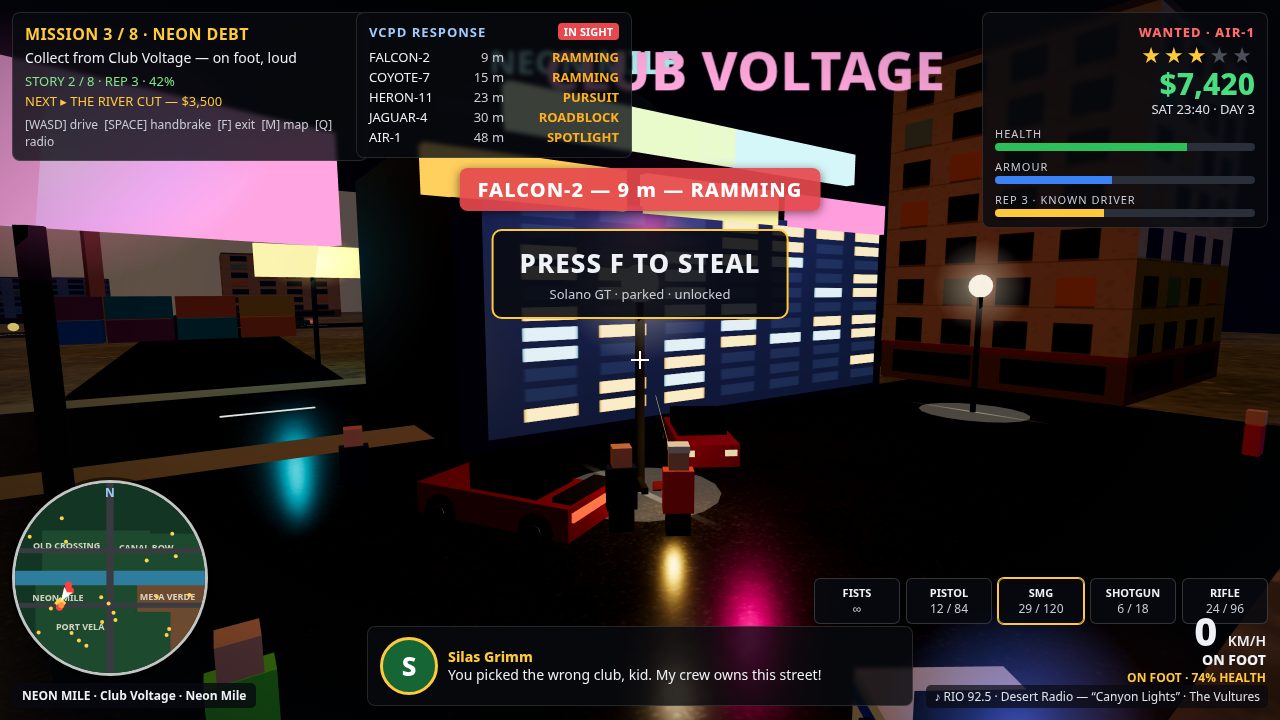 MISSION 3 / 8 · NEON DEBT
Collect from Club Voltage — on foot, loud
STORY 2 / 8 · REP 3 · 42%
NEXT ▸ THE RIVER CUT — $3,500
[WASD] drive [SPACE] handbrake [F] exit [M] map [Q]
radio
VCPD RESPONSE IN SIGHT
FALCON-2 9 m RAMMING
COYOTE-7 15 m RAMMING
HERON-11 23 m PURSUIT
JAGUAR-4 30 m ROADBLOCK
AIR-1 48 m SPOTLIGHT
NEON MILE
CLUB VOLTAGE
WANTED · AIR-1
★★★★★
$7,420
SAT 23:40 · DAY 3
HEALTH
ARMOUR
REP 3 · KNOWN DRIVER
FALCON-2 — 9 m — RAMMING
PRESS F TO STEAL
Solano GT · parked · unlocked
N
OLD CROSSING
CANAL ROW
NEON MILE
MESA VERDE
PORT VELA
NEON MILE · Club Voltage · Neon Mile
S
Silas Grimm
You picked the wrong club, kid. My crew owns this street!
FISTS
∞
PISTOL
12 / 84
SMG
29 / 120
SHOTGUN
6 / 18
RIFLE
24 / 96
0 KM/H
ON FOOT
ON FOOT · 74% HEALTH
♪ RIO 92.5 · Desert Radio — “Canyon Lights” · The Vultures